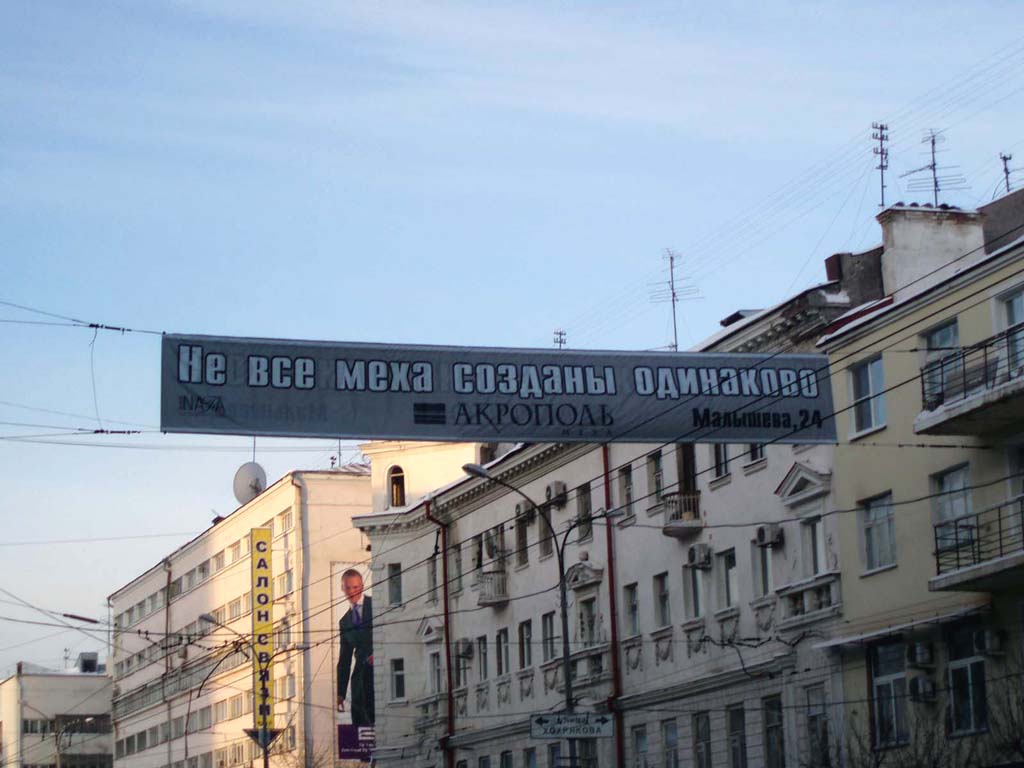 Не все меха созданы одинаково
АКРОПОЛЬ
Малышева, 24
САЛОН СВЯЗИ
ХОХРЯКОВА